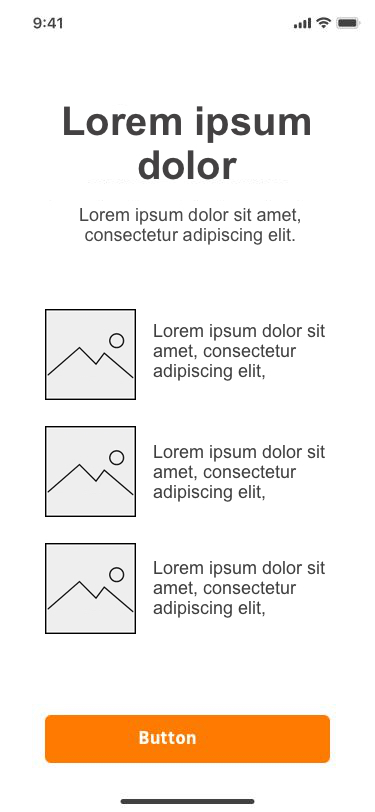 9:41
Lorem ipsum
dolor
Lorem ipsum dolor sit amet,
consectetur adipiscing elit.
Lorem ipsum dolor sit
amet, consectetur
adipiscing elit,
Lorem ipsum dolor sit
amet, consectetur
adipiscing elit,
Lorem ipsum dolor sit
amet, consectetur
adipiscing elit,
Button